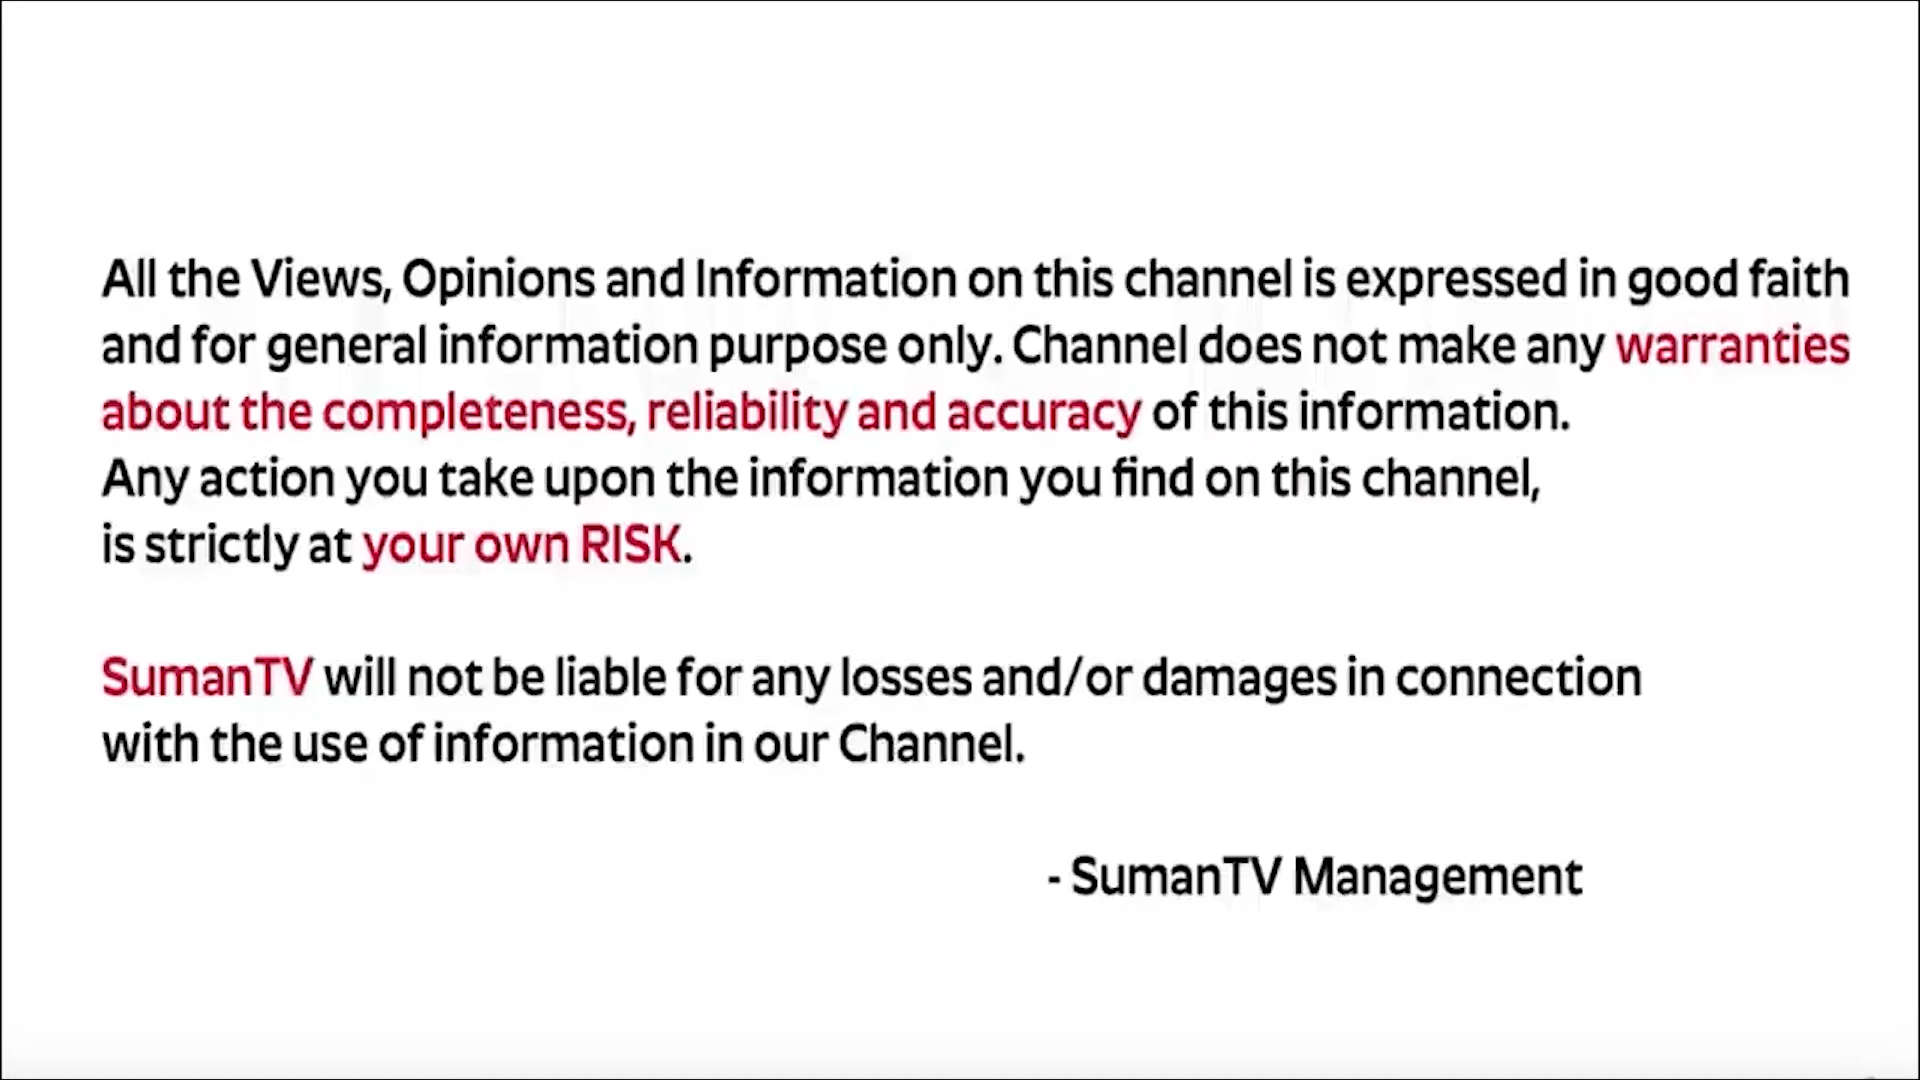 All the Views, Opinions and Information on this channel is expressed in good faith
and for general information purpose only. Channel does not make any warranties
about the completeness, reliability and accuracy of this information.
Any action you take upon the information you find on this channel,
is strictly at your own RISK.
SumanTV will not be liable for any losses and/or damages in connection
with the use of information in our Channel.
- SumanTV Management